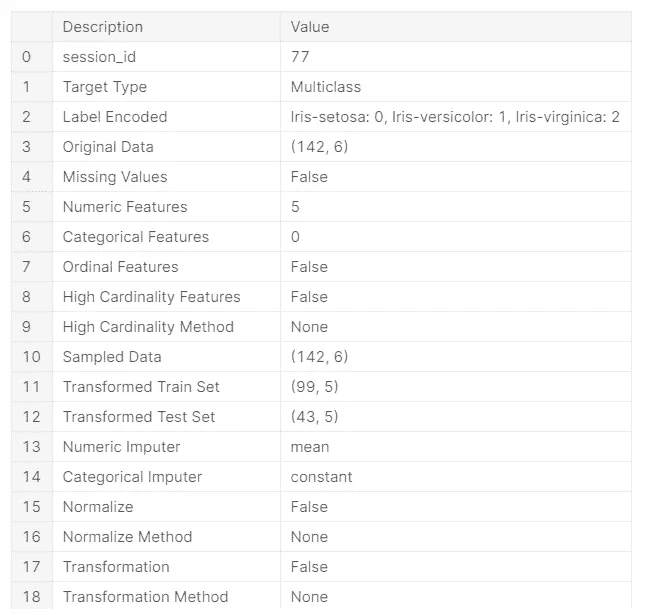 Description Value
0 session_id 77
1 Target Type Multiclass
2 Label Encoded Iris-setosa: 0, Iris-versicolor: 1, Iris-virginica: 2
3 Original Data (142, 6)
4 Missing Values False
5 Numeric Features 5
6 Categorical Features 0
7 Ordinal Features False
8 High Cardinality Features False
9 High Cardinality Method None
10 Sampled Data (142, 6)
11 Transformed Train Set (99, 5)
12 Transformed Test Set (43, 5)
13 Numeric Imputer mean
14 Categorical Imputer constant
15 Normalize False
16 Normalize Method None
17 Transformation False
18 Transformation Method None